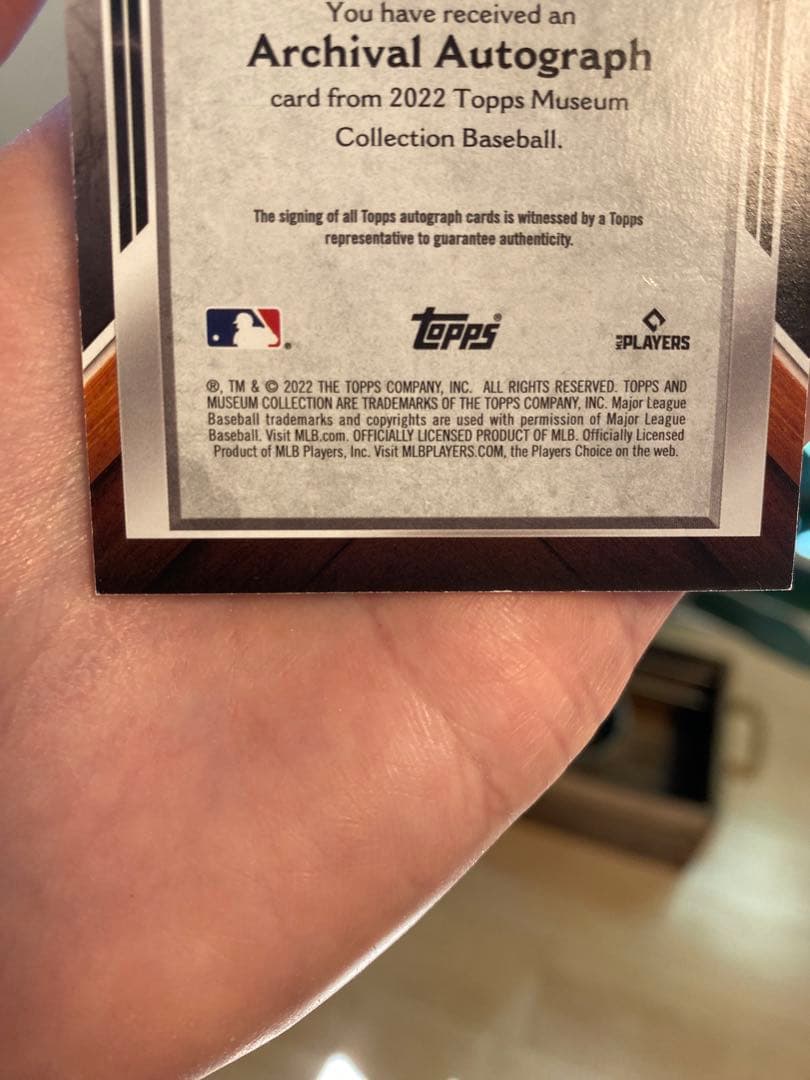 You have received an
Archival Autograph
card from 2022 Topps Museum
Collection Baseball.
The signing of all Topps autograph cards is witnessed by a Topps
representative to guarantee authenticity.
Topps®
MLB PLAYERS
®, TM & © 2022 THE TOPPS COMPANY, INC. ALL RIGHTS RESERVED. TOPPS AND
MUSEUM COLLECTION ARE TRADEMARKS OF THE TOPPS COMPANY, INC. Major League
Baseball trademarks and copyrights are used with permission of Major League
Baseball. Visit MLB.com. OFFICIALLY LICENSED PRODUCT OF MLB. Officially Licensed
Product of MLB Players, Inc. Visit MLBPLAYERS.COM, the Players Choice on the web.